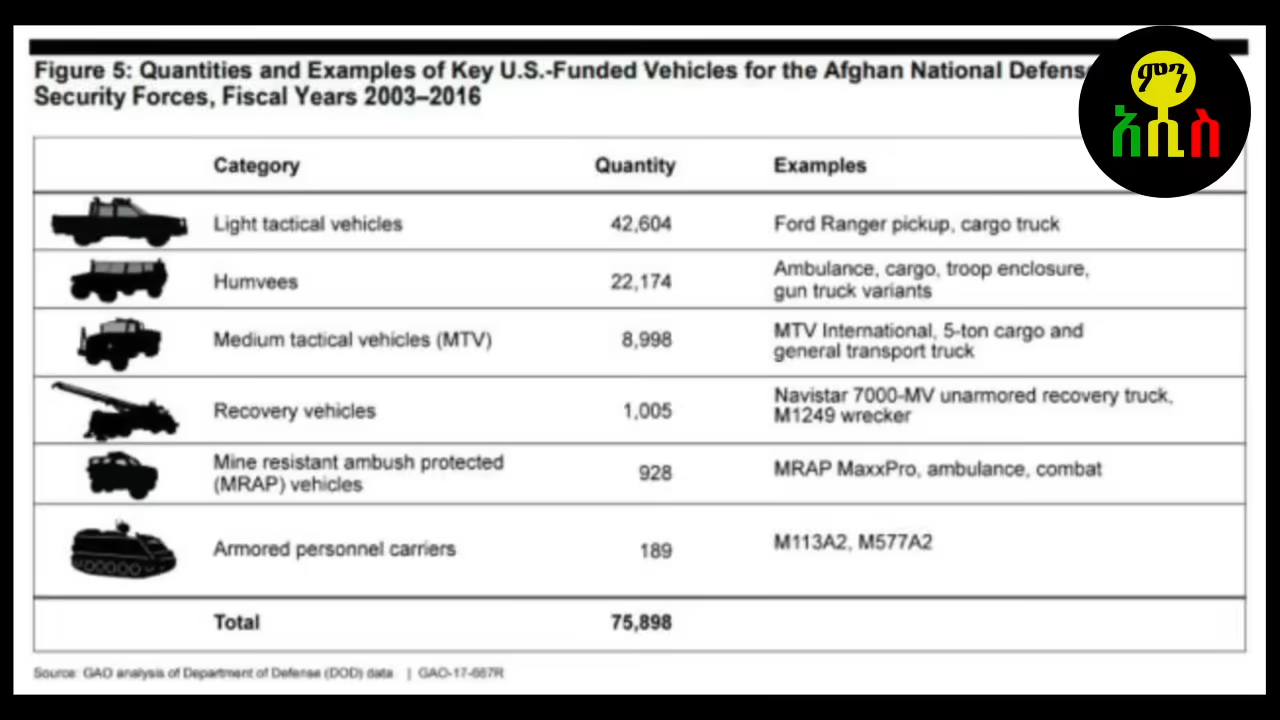 Figure 5: Quantities and Examples of Key U.S.-Funded Vehicles for the Afghan National Defens
Security Forces, Fiscal Years 2003–2016
ምን
አዲስ
Category Quantity Examples
Light tactical vehicles 42,604 Ford Ranger pickup, cargo truck
Humvees 22,174 Ambulance, cargo, troop enclosure,
gun truck variants
Medium tactical vehicles (MTV) 8,998 MTV International, 5-ton cargo and
general transport truck
Recovery vehicles 1,005 Navistar 7000-MV unarmored recovery truck,
M1249 wrecker
Mine resistant ambush protected
(MRAP) vehicles 928 MRAP MaxxPro, ambulance, combat
Armored personnel carriers 189 M113A2, M577A2
Total 75,898
Source: GAO analysis of Department of Defense (DOD) data. | GAO-17-667R